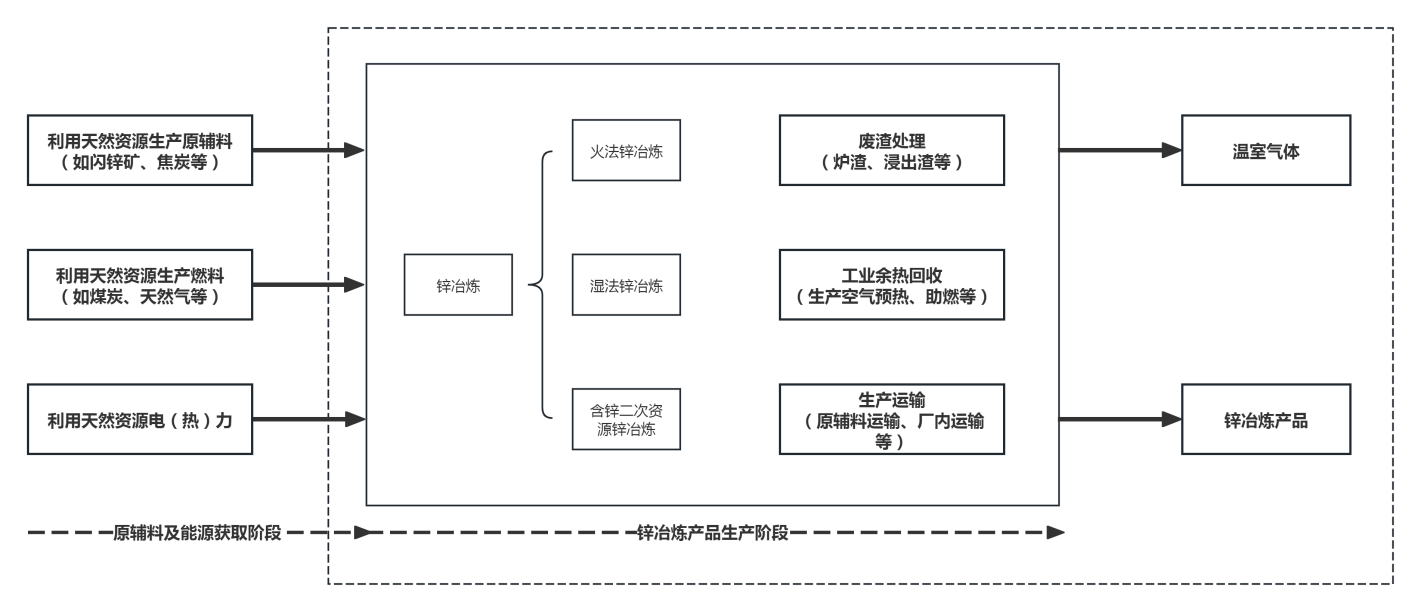 利用天然资源生产原辅料
（如闪锌矿、焦炭等）
利用天然资源生产燃料
（如煤炭、天然气等）
利用天然资源电（热）力
锌冶炼
火法锌冶炼
湿法锌冶炼
含锌二次资
源锌冶炼
废渣处理
（炉渣、浸出渣等）
工业余热回收
（生产空气预热、助燃等）
生产运输
（原辅料运输、厂内运输
等）
温室气体
锌冶炼产品
原辅料及能源获取阶段
锌冶炼产品生产阶段